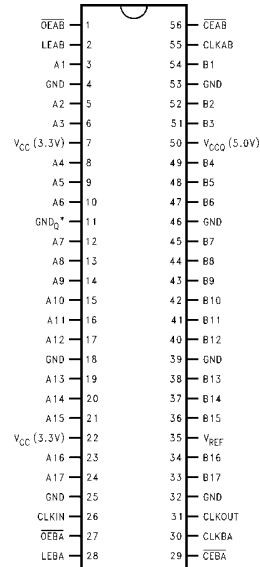 O̅E̅A̅B̅ 1 56 C̅E̅A̅B̅
LEAB 2 55 CLKAB
A1 3 54 B1
GND 4 53 GND
A2 5 52 B2
A3 6 51 B3
VCC (3.3V) 7 50 VCCQ (5.0V)
A4 8 49 B4
A5 9 48 B5
A6 10 47 B6
GNDQ* 11 46 GND
A7 12 45 B7
A8 13 44 B8
A9 14 43 B9
A10 15 42 B10
A11 16 41 B11
A12 17 40 B12
GND 18 39 GND
A13 19 38 B13
A14 20 37 B14
A15 21 36 B15
VCC (3.3V) 22 35 VREF
A16 23 34 B16
A17 24 33 B17
GND 25 32 GND
CLKIN 26 31 CLKOUT
O̅E̅B̅A̅ 27 30 CLKBA
LEBA 28 29 C̅E̅B̅A̅